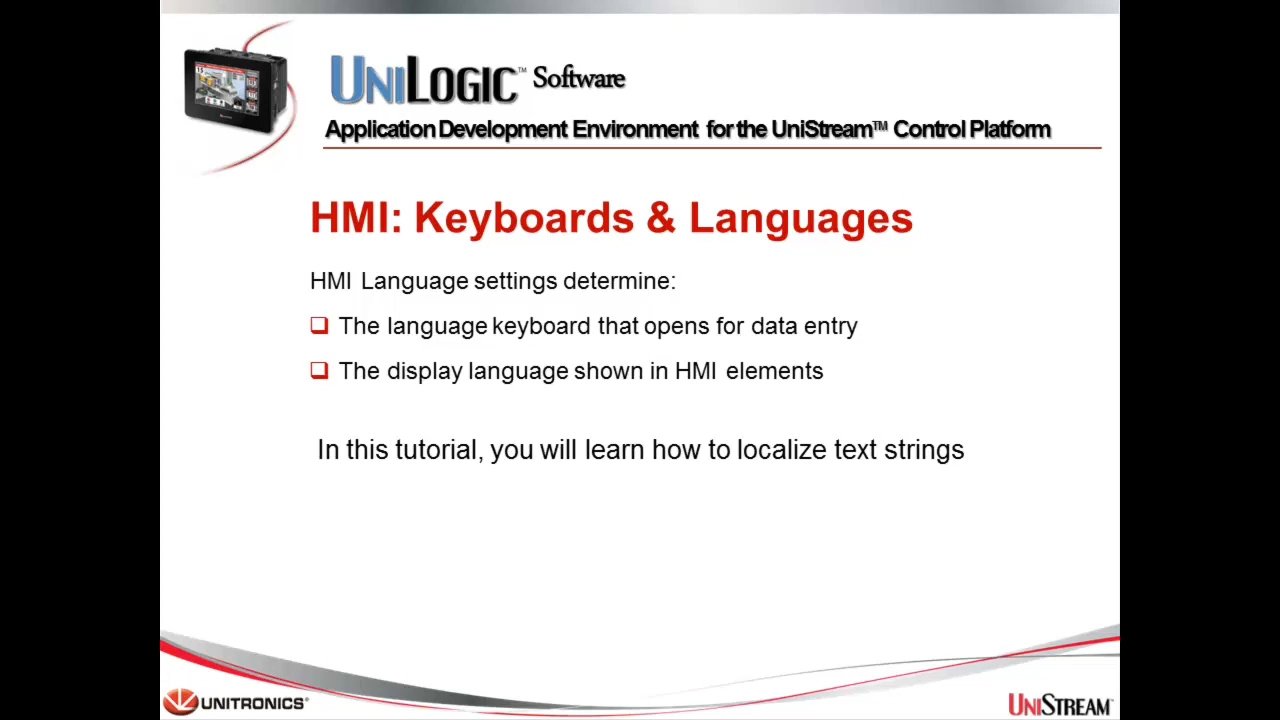 UNILOGIC™ Software
Application Development Environment for the UniStream™ Control Platform
HMI: Keyboards & Languages
HMI Language settings determine:
The language keyboard that opens for data entry
The display language shown in HMI elements
In this tutorial, you will learn how to localize text strings
UNITRONICS®
UNISTREAM™